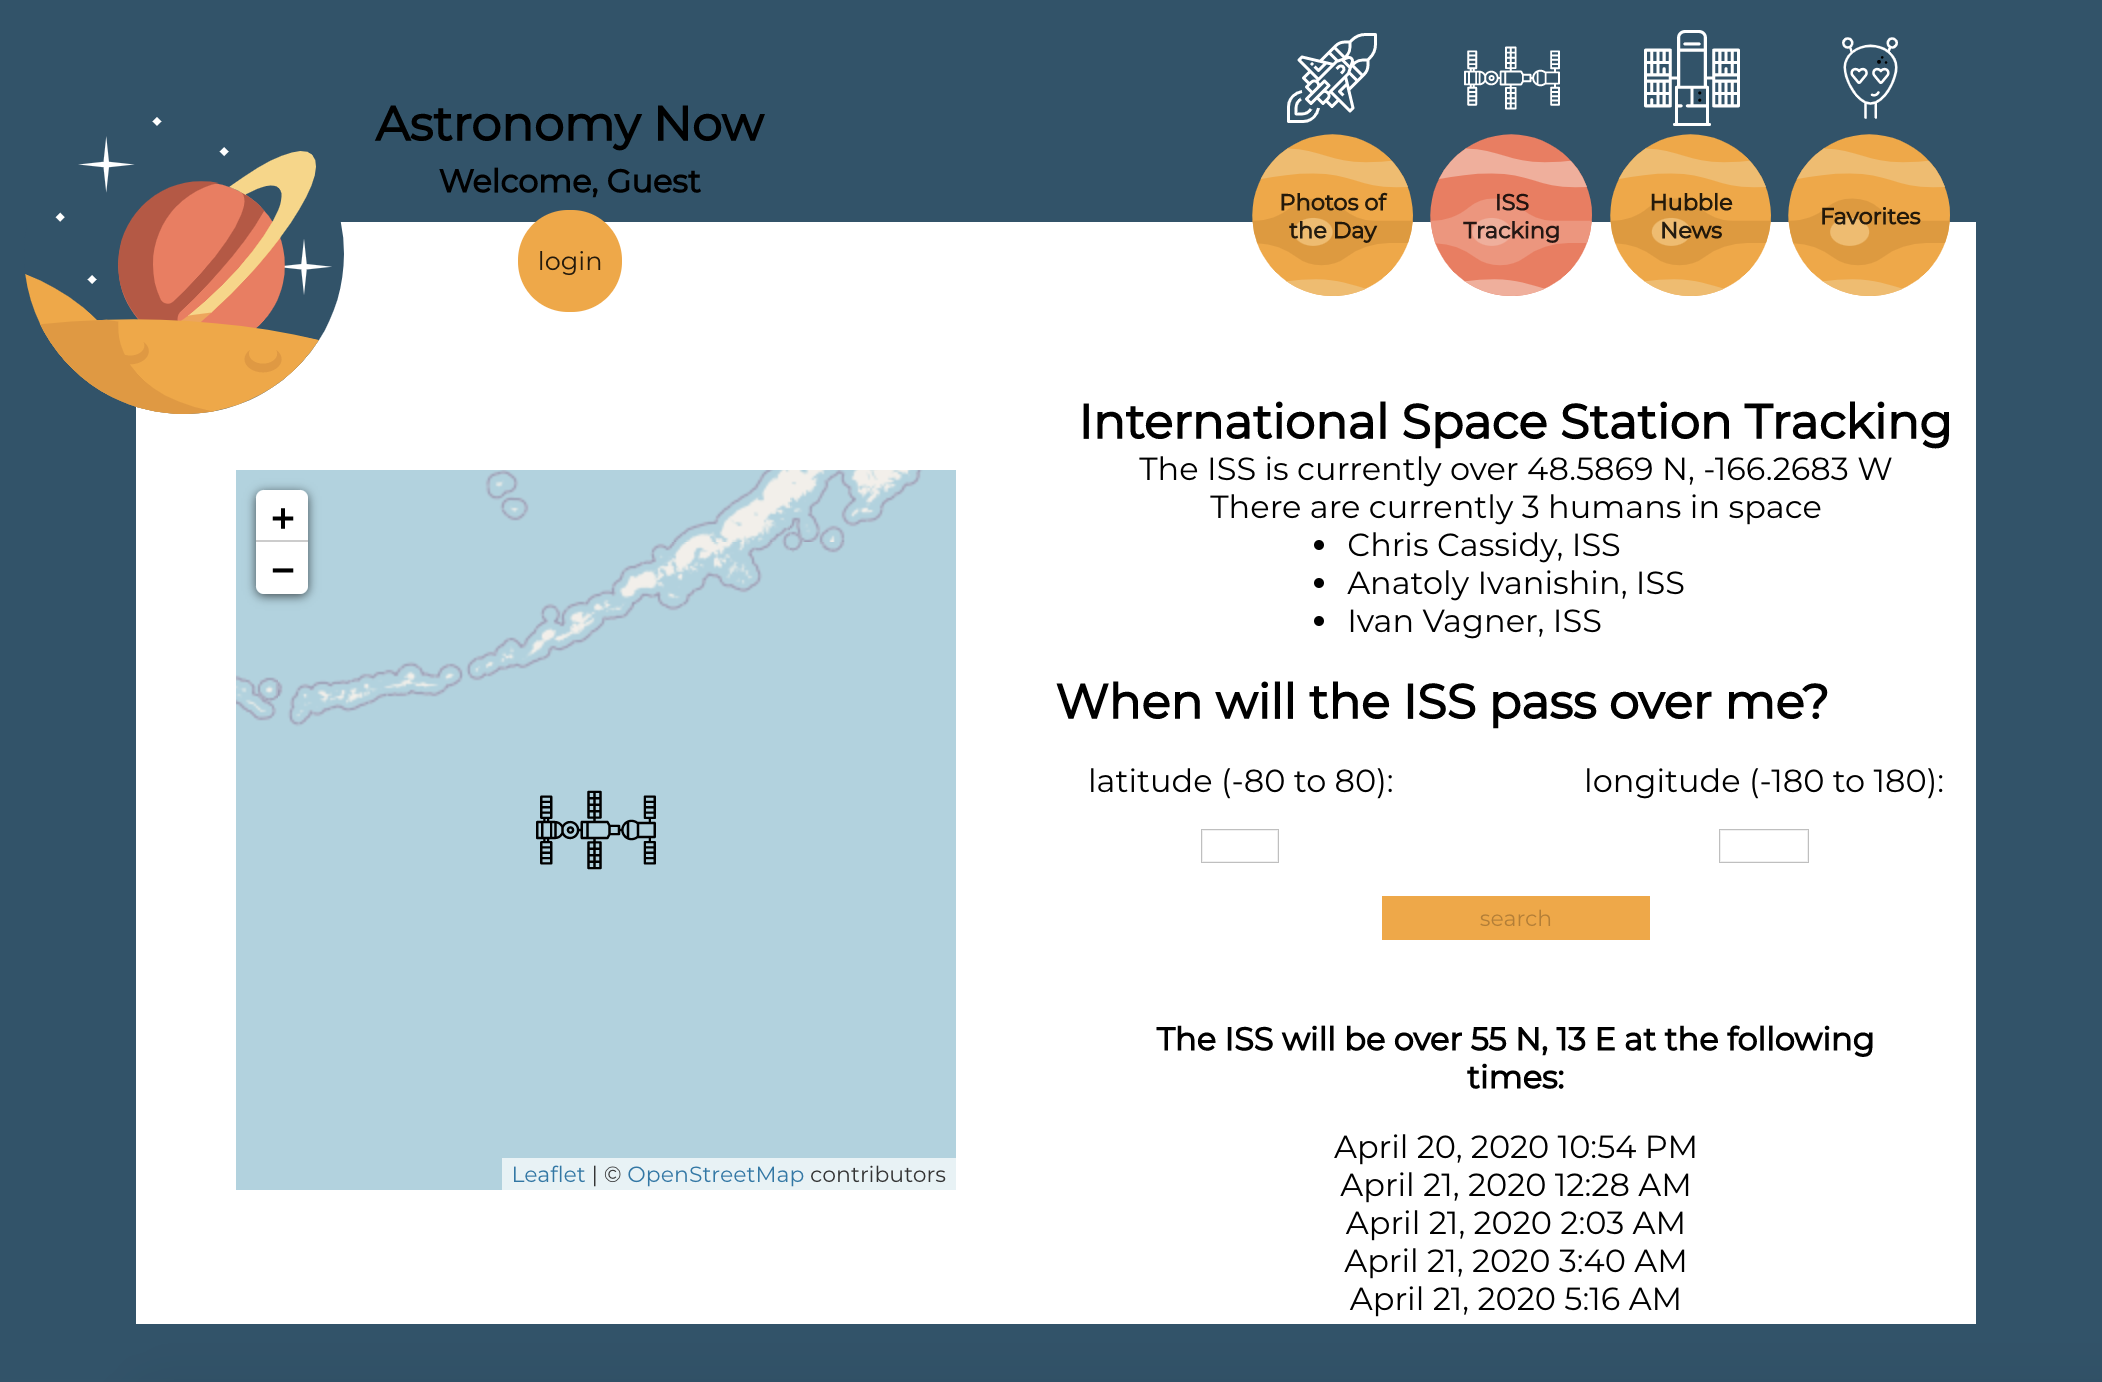 Astronomy Now
Welcome, Guest
login
Photos of
the Day
ISS
Tracking
Hubble
News
Favorites
+
−
Leaflet | © OpenStreetMap contributors
International Space Station Tracking
The ISS is currently over 48.5869 N, -166.2683 W
There are currently 3 humans in space
• Chris Cassidy, ISS
• Anatoly Ivanishin, ISS
• Ivan Vagner, ISS
When will the ISS pass over me?
latitude (-80 to 80):
longitude (-180 to 180):
search
The ISS will be over 55 N, 13 E at the following
times:
April 20, 2020 10:54 PM
April 21, 2020 12:28 AM
April 21, 2020 2:03 AM
April 21, 2020 3:40 AM
April 21, 2020 5:16 AM